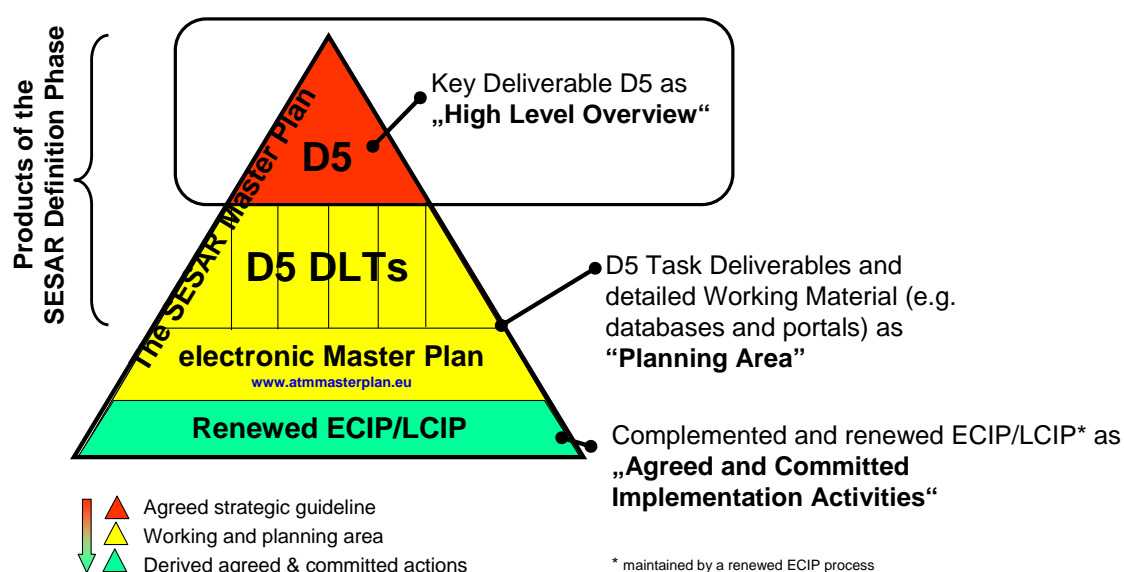 Products of the
SESAR Definition Phase
The SESAR Master Plan
D5
Key Deliverable D5 as
„High Level Overview“
D5 DLTs
D5 Task Deliverables and
detailed Working Material (e.g.
databases and portals) as
“Planning Area”
electronic Master Plan
www.atmmasterplan.eu
Renewed ECIP/LCIP
Complemented and renewed ECIP/LCIP* as
„Agreed and Committed
Implementation Activities“
Agreed strategic guideline
Working and planning area
Derived agreed & committed actions
* maintained by a renewed ECIP process